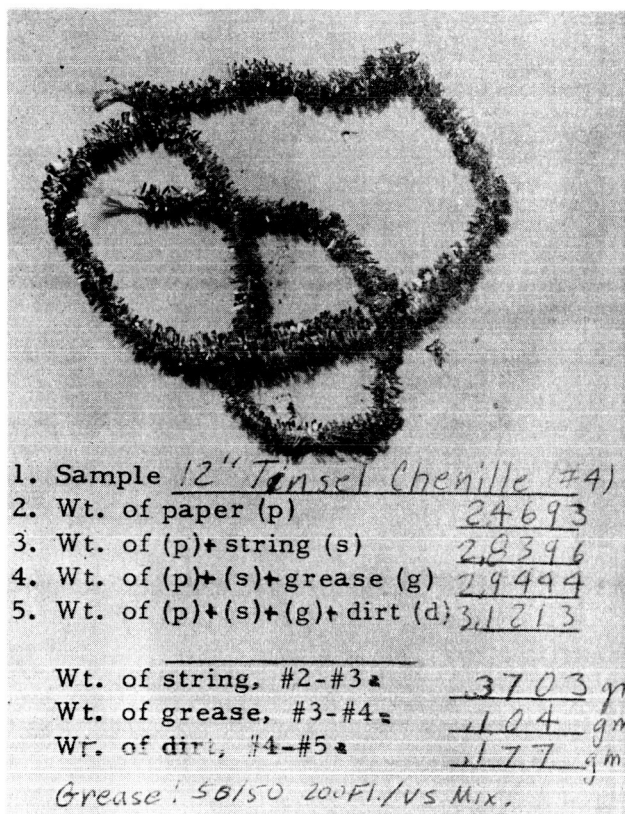 1. Sample 12" Tinsel Chenille #4)
2. Wt. of paper (p) 2.4693
3. Wt. of (p)+ string (s) 2.8396
4. Wt. of (p)+ (s)+grease (g) 2.9444
5. Wt. of (p)+(s)+(g)+ dirt (d) 3.1213
Wt. of string, #2-#3= .3703 gm
Wt. of grease, #3-#4= .104 gm
Wt. of dirt, #4-#5= .177 gm
Grease! 50/50 200Fl./VS Mix.